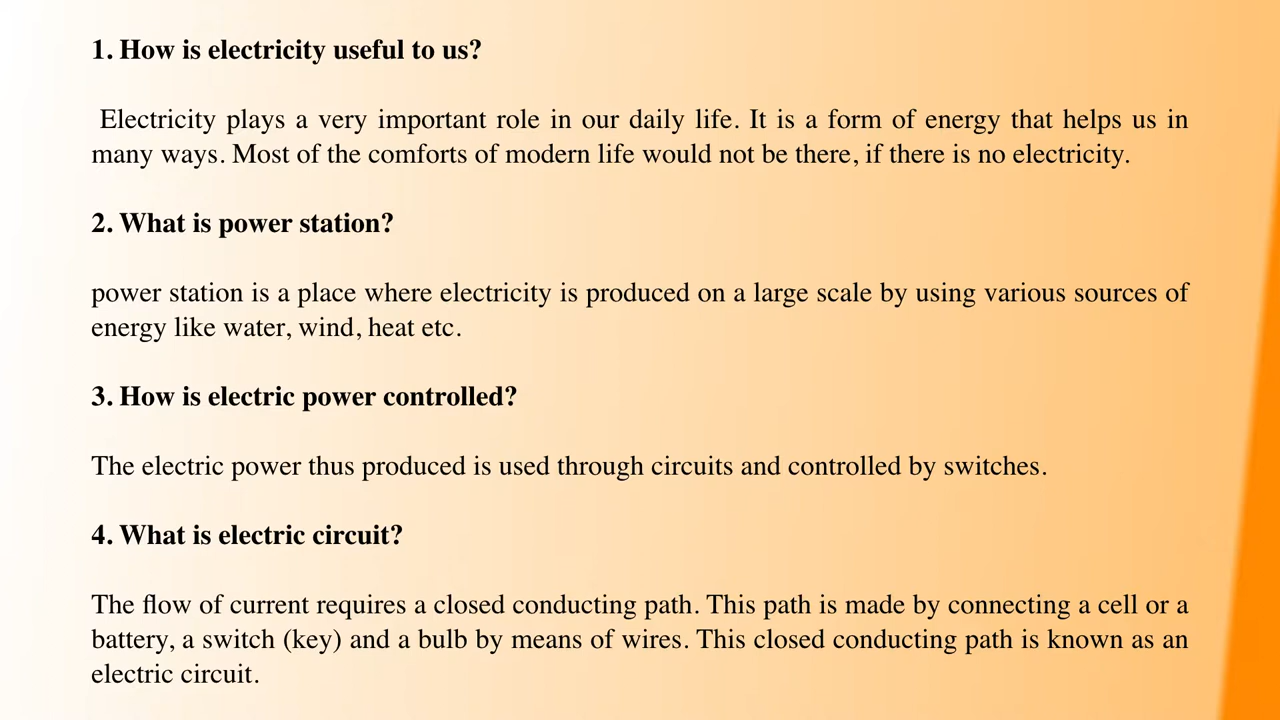 1. How is electricity useful to us?
Electricity plays a very important role in our daily life. It is a form of energy that helps us in
many ways. Most of the comforts of modern life would not be there, if there is no electricity.
2. What is power station?
power station is a place where electricity is produced on a large scale by using various sources of
energy like water, wind, heat etc.
3. How is electric power controlled?
The electric power thus produced is used through circuits and controlled by switches.
4. What is electric circuit?
The flow of current requires a closed conducting path. This path is made by connecting a cell or a
battery, a switch (key) and a bulb by means of wires. This closed conducting path is known as an
electric circuit.